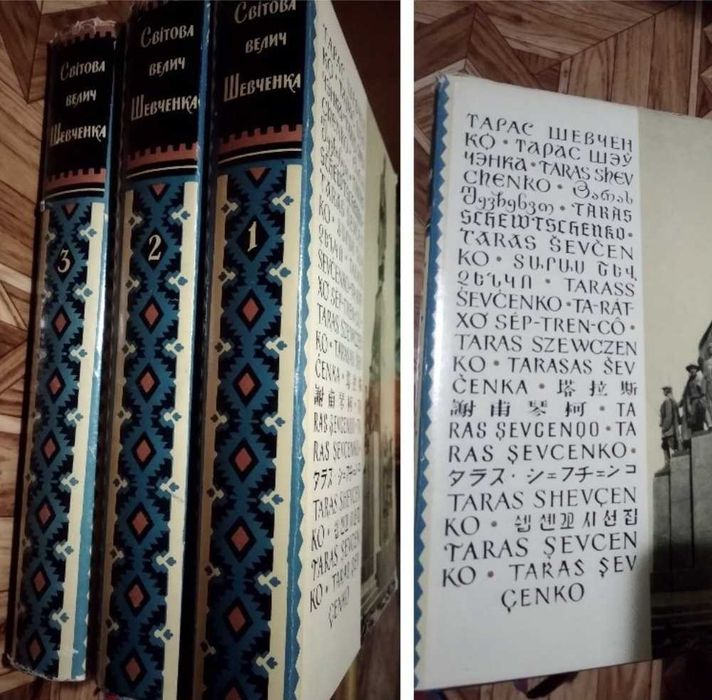 СВІТОВА
ВЕЛИЧ
ШЕВЧЕНКА
3
СВІТОВА
ВЕЛИЧ
ШЕВЧЕНКА
2
СВІТОВА
ВЕЛИЧ
ШЕВЧЕНКА
1
ТАРАС ШЕВЧЕН
КО • ТАРАС ШЭЎ
ЧЭНКА • TARAS SHEV
CHENKO • ტარას
შევჩენკო • TARAS
SCHEWTSCHENKO •
TARAS ŠEVČEN
KO • ՏԱՐԱՍ ՇԵՎ
ՉԵՆԿՈ • TARASS
ŠEVČENKO • TA-RÁT-
XƠ SÉP-TREN-CÔ •
TARAS SZEWCZEN
KO • TARASAS ŠEV
ČENKA • 塔拉斯
謝甫琴柯 • TA
RAS ŞEVCENQO • TA
RAS ŞEVCENKO •
タラス・シェフチェンコ
TARAS SHEVÇEN
KO • 쉡센꼬시선집
TARAS ŞEVCEN
KO • TARAS ŞEV
ÇENKO